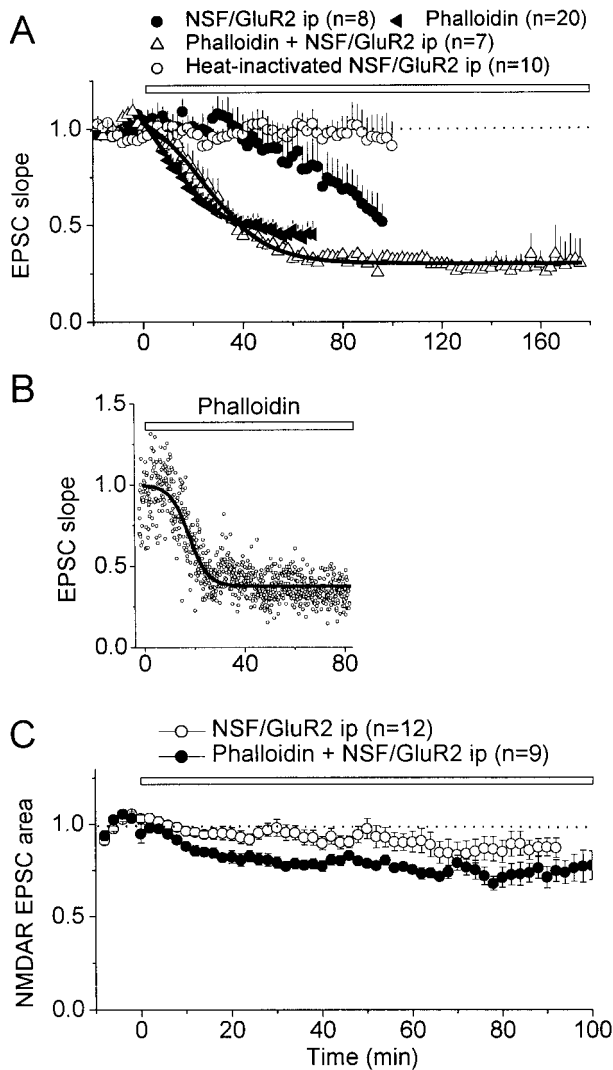 A
NSF/GluR2 ip (n=8) Phalloidin (n=20)
Phalloidin + NSF/GluR2 ip (n=7)
Heat-inactivated NSF/GluR2 ip (n=10)
EPSC slope
1.0
0.5
0.0
0 40 80 120 160
B
Phalloidin
EPSC slope
1.5
1.0
0.5
0.0
0 40 80
C
NSF/GluR2 ip (n=12)
Phalloidin + NSF/GluR2 ip (n=9)
NMDAR EPSC area
1.0
0.5
0.0
0 20 40 60 80 100
Time (min)